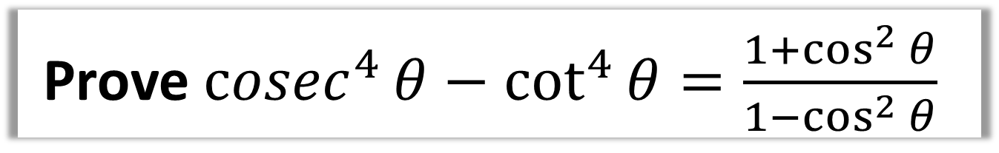 Prove cosec⁴ θ − cot⁴ θ = (1+cos² θ)/(1−cos² θ)